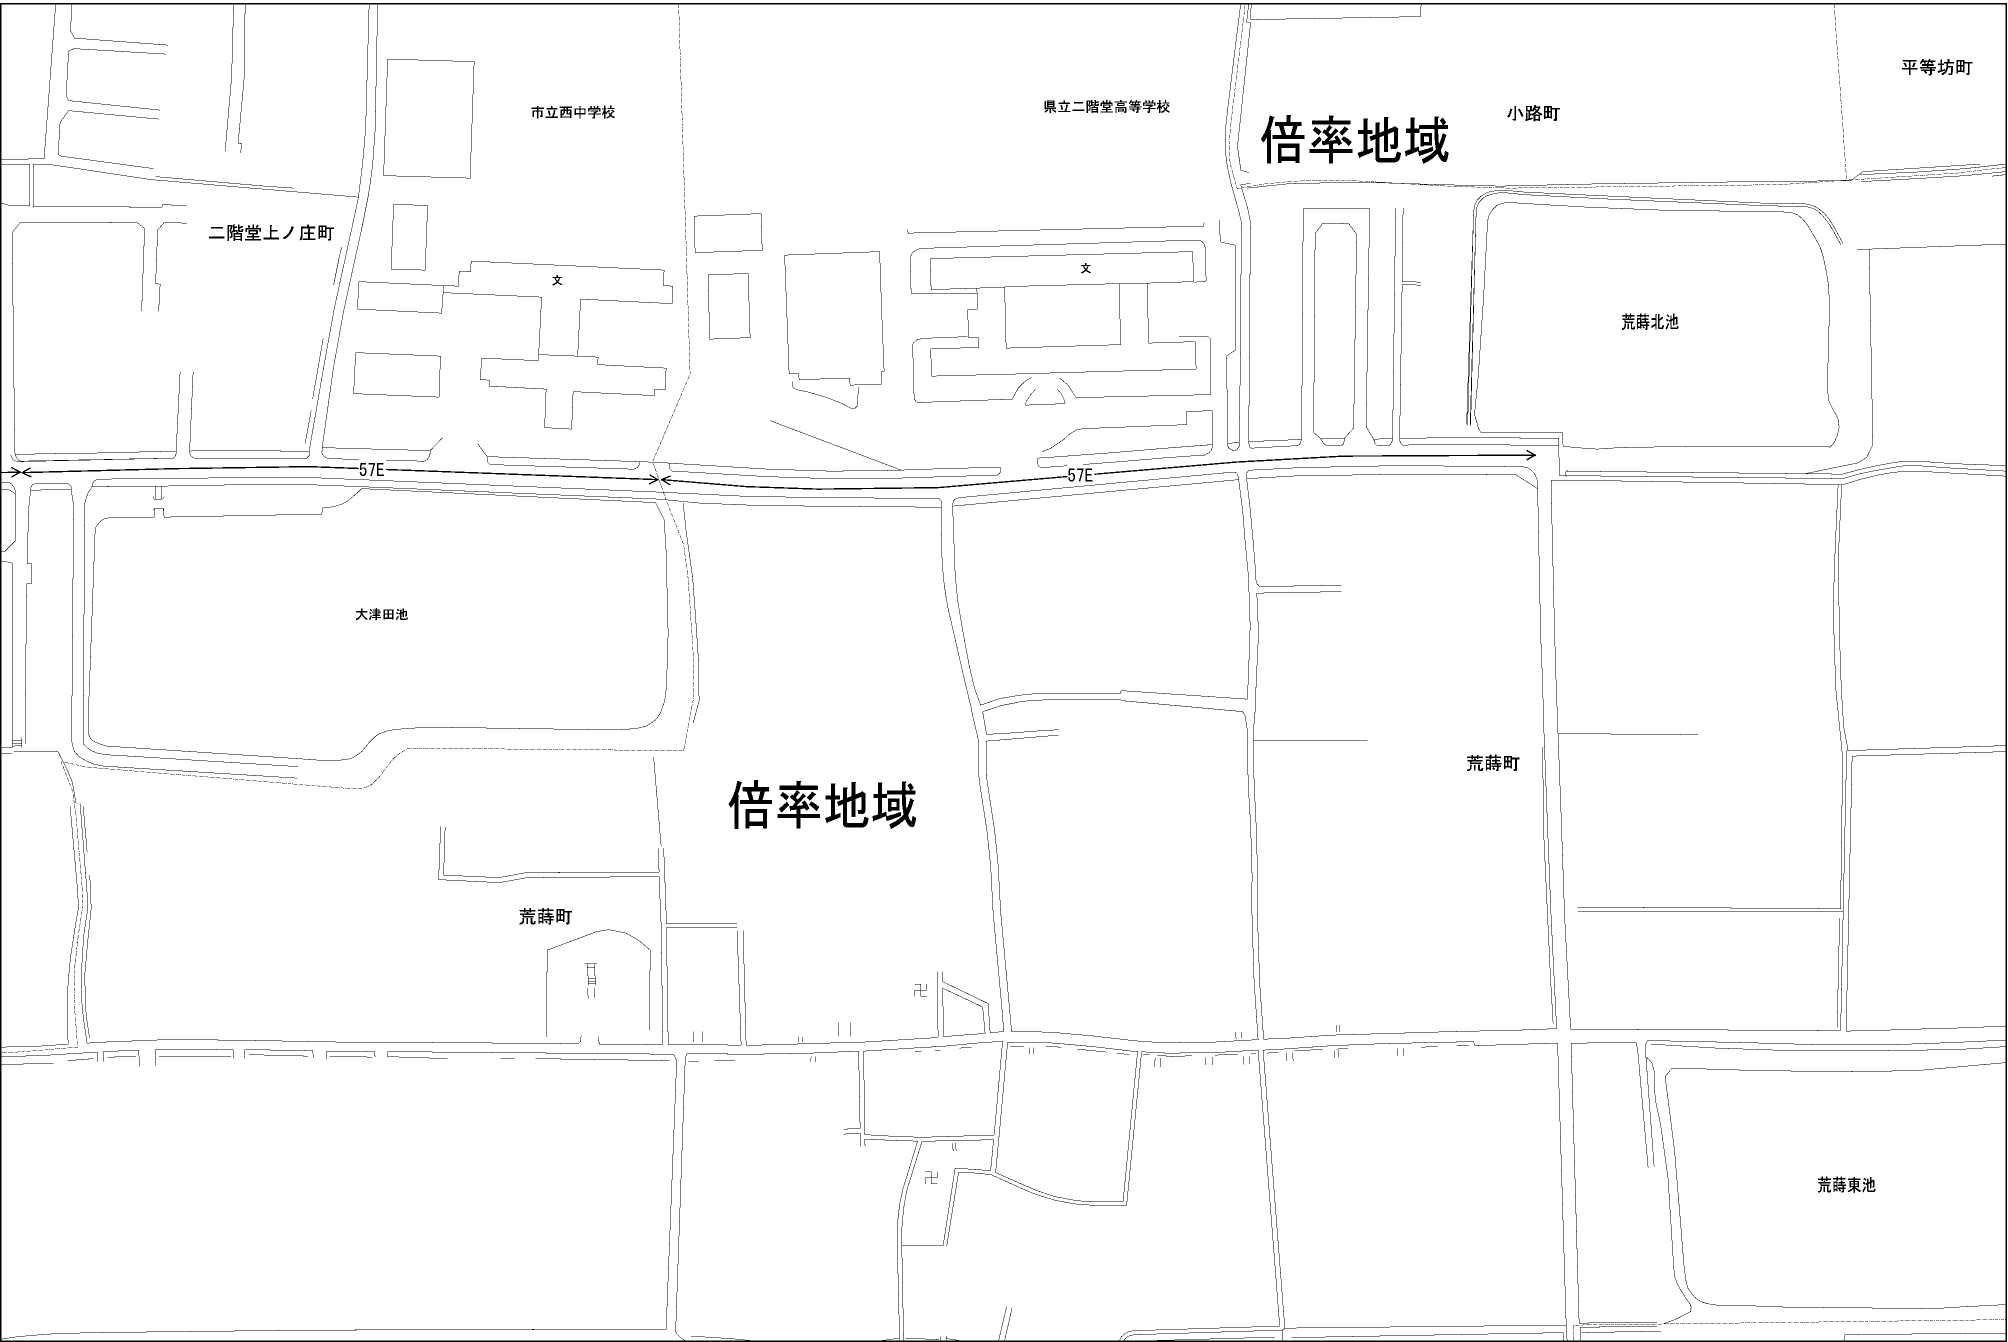 平等坊町
県立二階堂高等学校
市立西中学校
小路町
倍率地域
二階堂上ノ庄町
文
文
荒蒔北池
57E
57E
大津田池
荒蒔町
倍率地域
荒蒔町
卍
卍
荒蒔東池